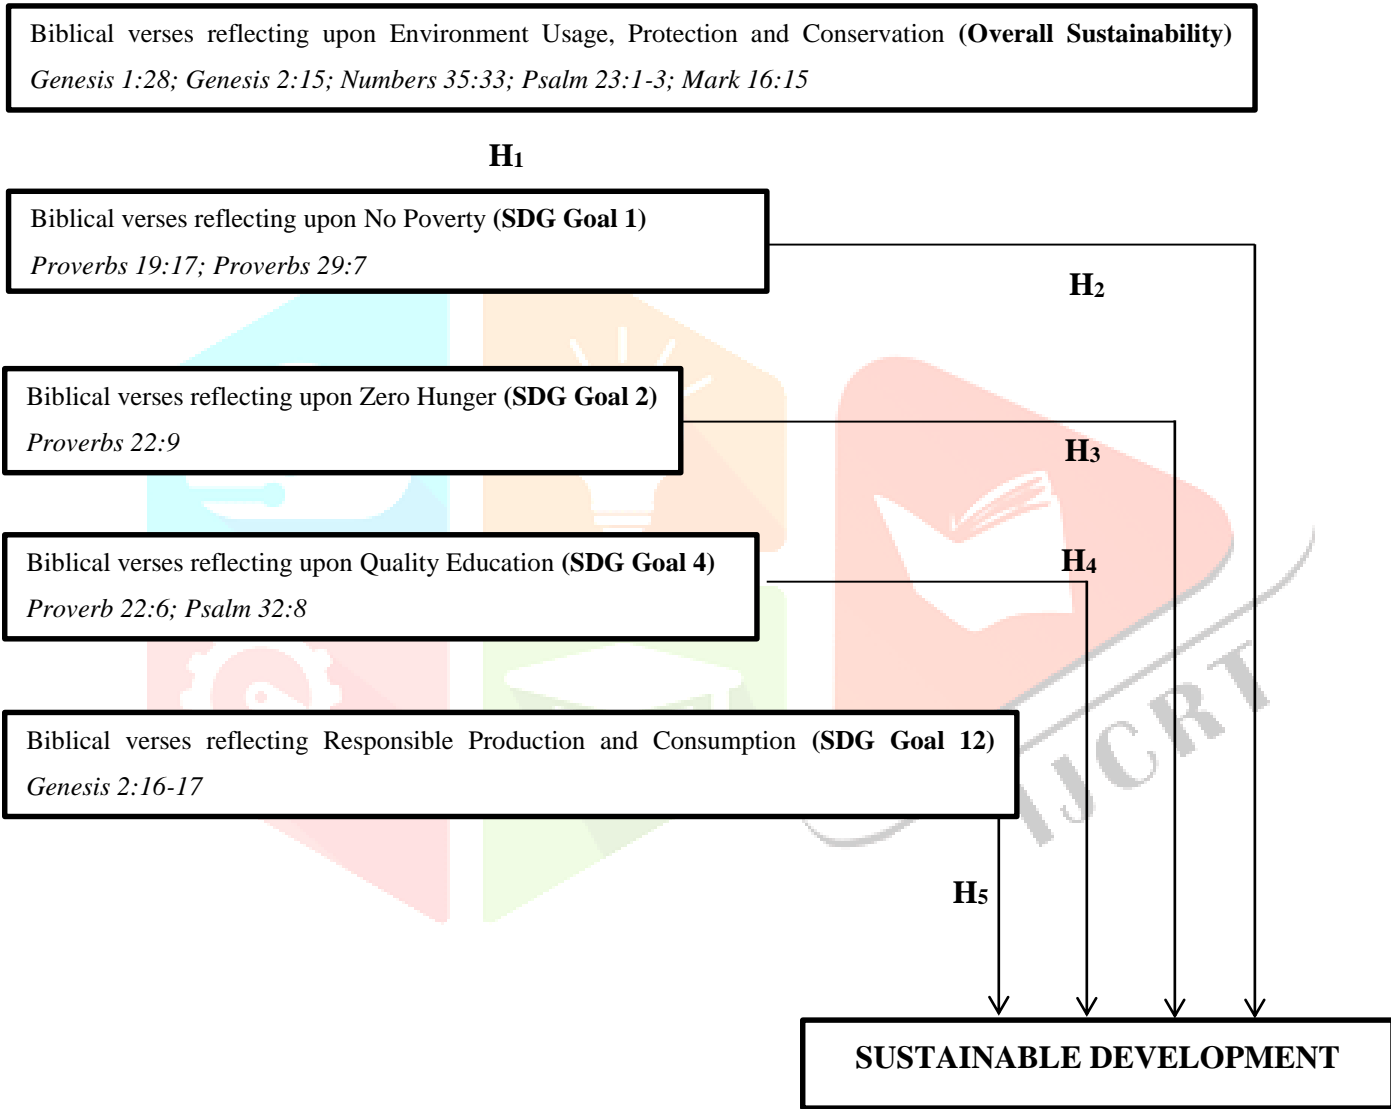 Biblical verses reflecting upon Environment Usage, Protection and Conservation (Overall Sustainability)
Genesis 1:28; Genesis 2:15; Numbers 35:33; Psalm 23:1-3; Mark 16:15
H1
Biblical verses reflecting upon No Poverty (SDG Goal 1)
Proverbs 19:17; Proverbs 29:7
H2
Biblical verses reflecting upon Zero Hunger (SDG Goal 2)
Proverbs 22:9
H3
Biblical verses reflecting upon Quality Education (SDG Goal 4)
Proverb 22:6; Psalm 32:8
H4
Biblical verses reflecting Responsible Production and Consumption (SDG Goal 12)
Genesis 2:16-17
IJCRT
H5
SUSTAINABLE DEVELOPMENT